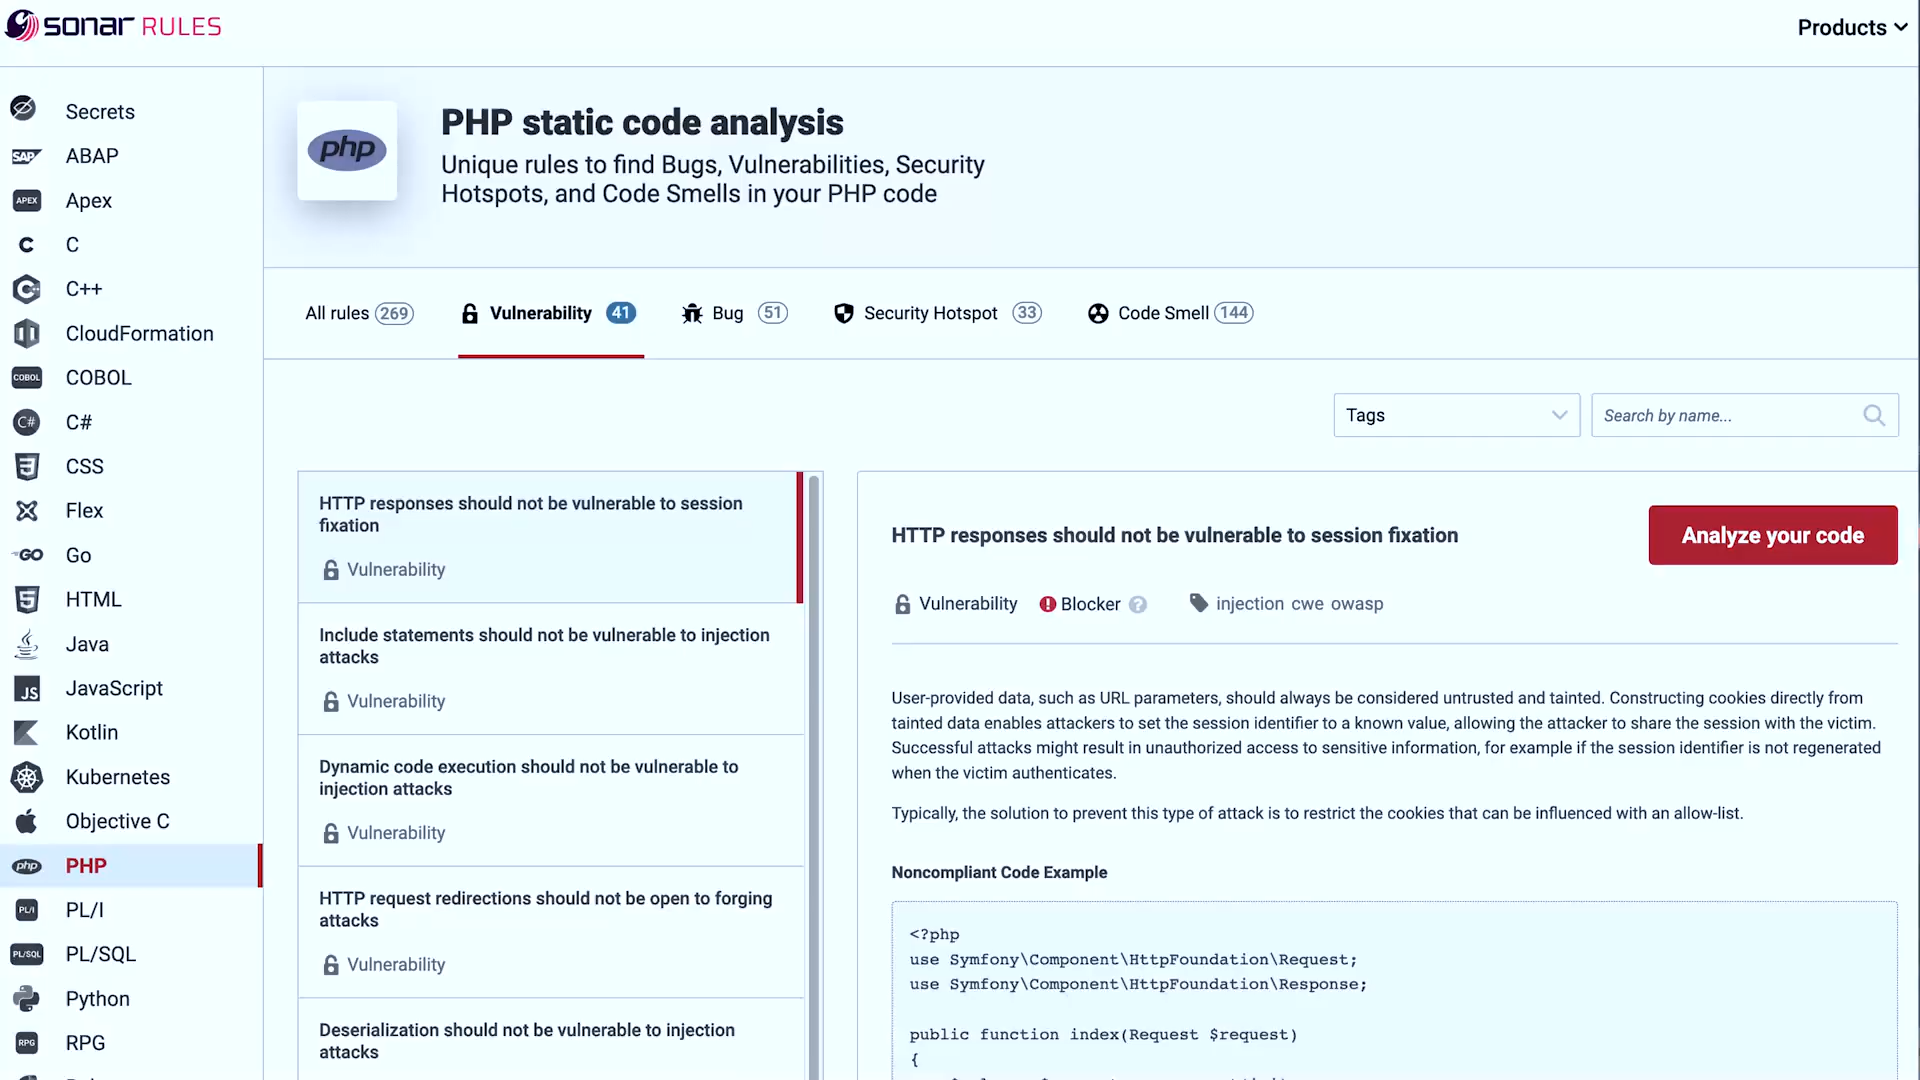 sonar RULES
Products
Secrets
SAP ABAP
APEX Apex
C C
C C++
CloudFormation
COBOL COBOL
C# C#
CSS
Flex
GO Go
HTML
Java
JS JavaScript
Kotlin
Kubernetes
Objective C
php PHP
PL/I PL/I
PL/SQL PL/SQL
Python
RPG RPG
php
PHP static code analysis
Unique rules to find Bugs, Vulnerabilities, Security
Hotspots, and Code Smells in your PHP code
All rules 269
Vulnerability 41
Bug 51
Security Hotspot 33
Code Smell 144
Tags
Search by name...
HTTP responses should not be vulnerable to session
fixation
Vulnerability
Include statements should not be vulnerable to injection
attacks
Vulnerability
Dynamic code execution should not be vulnerable to
injection attacks
Vulnerability
HTTP request redirections should not be open to forging
attacks
Vulnerability
Deserialization should not be vulnerable to injection
attacks
HTTP responses should not be vulnerable to session fixation
Analyze your code
Vulnerability
Blocker ?
injection cwe owasp
User-provided data, such as URL parameters, should always be considered untrusted and tainted. Constructing cookies directly from
tainted data enables attackers to set the session identifier to a known value, allowing the attacker to share the session with the victim.
Successful attacks might result in unauthorized access to sensitive information, for example if the session identifier is not regenerated
when the victim authenticates.
Typically, the solution to prevent this type of attack is to restrict the cookies that can be influenced with an allow-list.
Noncompliant Code Example
<?php
use Symfony\Component\HttpFoundation\Request;
use Symfony\Component\HttpFoundation\Response;
public function index(Request $request)
{